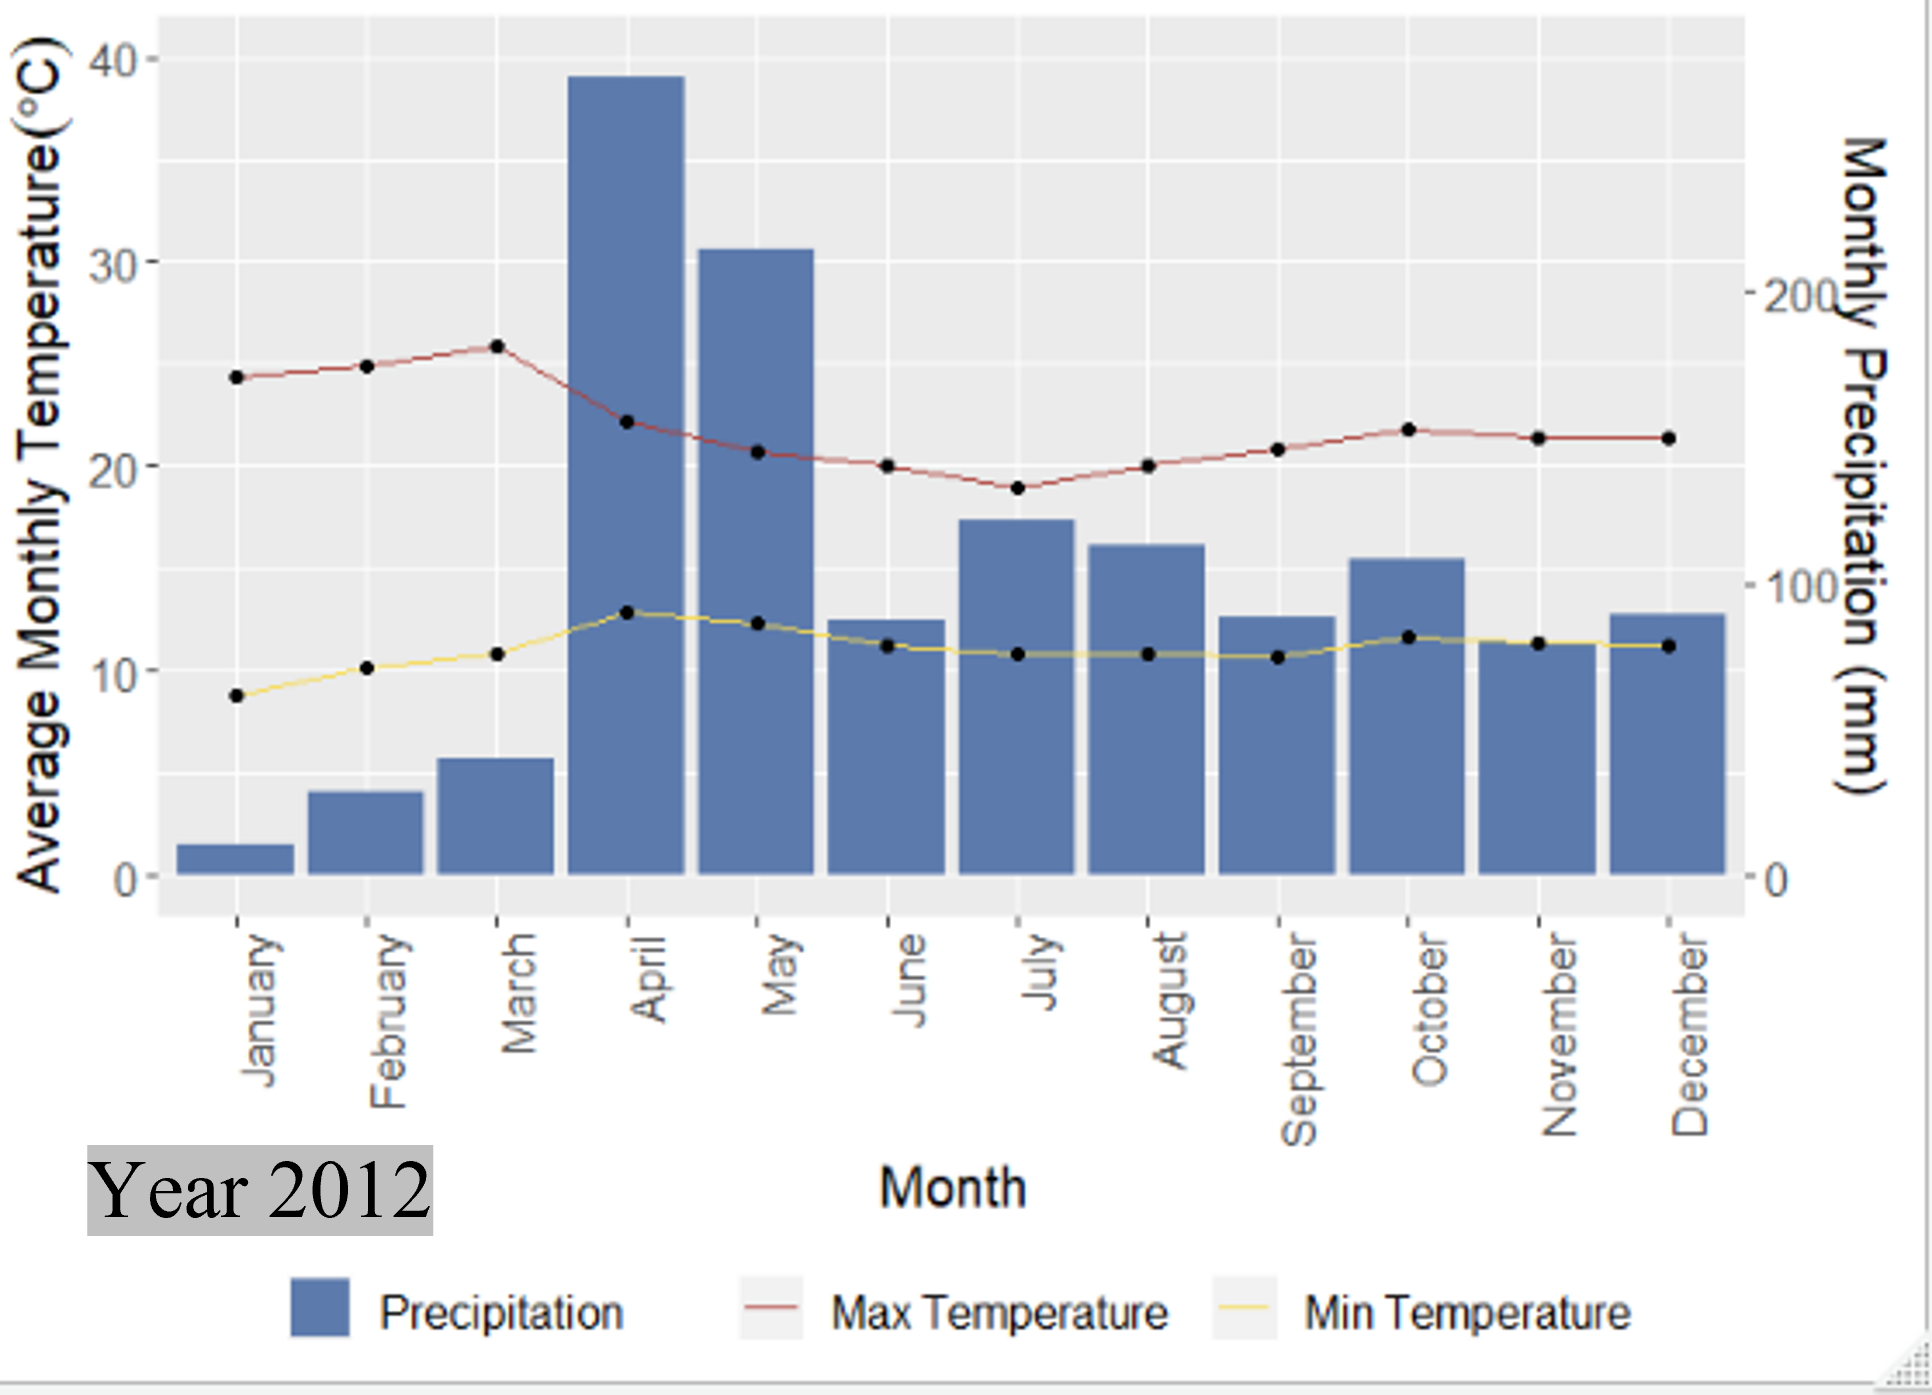 Average Monthly Temperature(°C)
40
30
20
10
0
200
100
0
Monthly Precipitation (mm)
January
February
March
April
May
June
July
August
September
October
November
December
Year 2012
Month
Precipitation
Max Temperature
Min Temperature